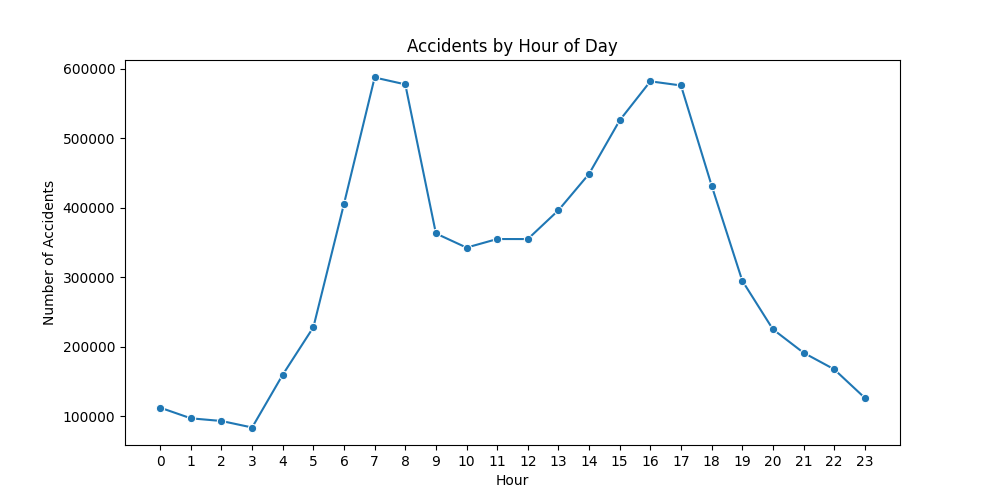 Accidents by Hour of Day
Number of Accidents
600000
500000
400000
300000
200000
100000
0 1 2 3 4 5 6 7 8 9 10 11 12 13 14 15 16 17 18 19 20 21 22 23
Hour